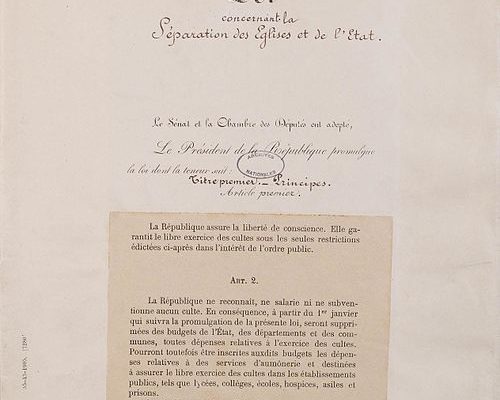 Loi
concernant la
Séparation des Eglises et de l'Etat.
Le Sénat et la Chambre des Députés ont adopté,
Le Président de la République promulgue
la loi dont la teneur suit :
ARCHIVES
NATIONALES
Titre premier. – Principes.
Article premier.
La République assure la liberté de conscience. Elle ga-
rantit le libre exercice des cultes sous les seules restrictions
édictées ci-après dans l'intérêt de l'ordre public.
ART. 2.
La République ne reconnaît, ne salarie ni ne subven-
tionne aucun culte. En conséquence, à partir du 1er janvier
qui suivra la promulgation de la présente loi, seront suppri-
mées des budgets de l'État, des départements et des com-
munes, toutes dépenses relatives à l'exercice des cultes.
Pourront toutefois être inscrites auxdits budgets les dépen-
ses relatives à des services d'aumônerie et destinées
à assurer le libre exercice des cultes dans les établissements
publics, tels que lycées, collèges, écoles, hospices, asiles et
prisons.